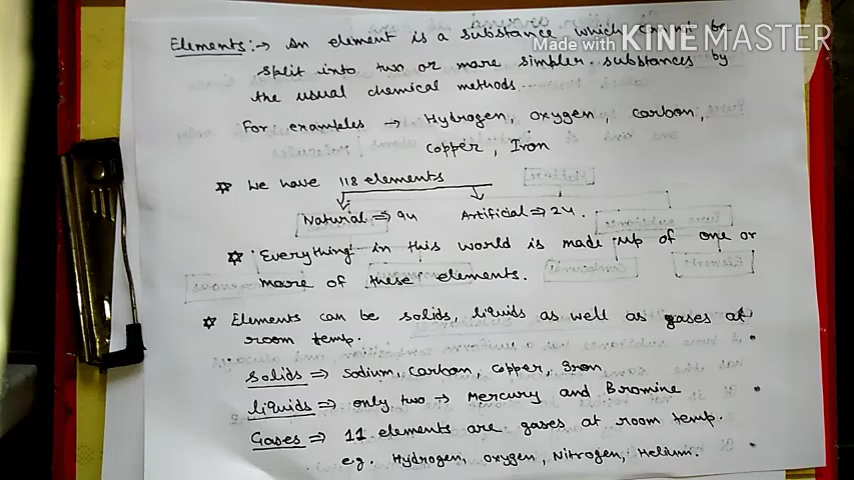 Made with KINEMASTER
Elements:→ An element is a substance which cannot be
split into two or more simpler substances by
the usual chemical methods.
For examples → Hydrogen, oxygen, carbon,
Copper, Iron
☆ We have 118 elements
Natural ⇒ 94 Artificial ⇒ 24.
☆ Everything in this world is made up of one or
more of these elements.
☆ Elements can be solids, liquids as well as gases at
room temp.
Solids ⇒ Sodium, Carbon, Copper, Iron
liquids ⇒ only two → Mercury and Bromine
Gases ⇒ 11 elements are gases at room temp.
e.g. Hydrogen, oxygen, Nitrogen, Helium.